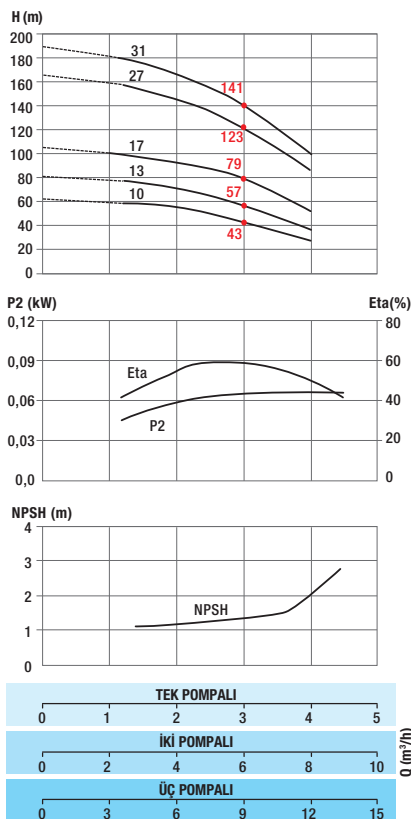 H (m)
200
180
160
140
120
100
80
60
40
20
0
31
27
17
13
10
141
123
79
57
43
P2 (kW)
Eta(%)
0,12
0,09
0,06
0,03
0,0
80
60
40
20
0
Eta
P2
NPSH (m)
4
3
2
1
0
NPSH
TEK POMPALI
0 1 2 3 4 5
İKİ POMPALI
0 2 4 6 8 10
ÜÇ POMPALI
0 3 6 9 12 15
Q (m³/h)